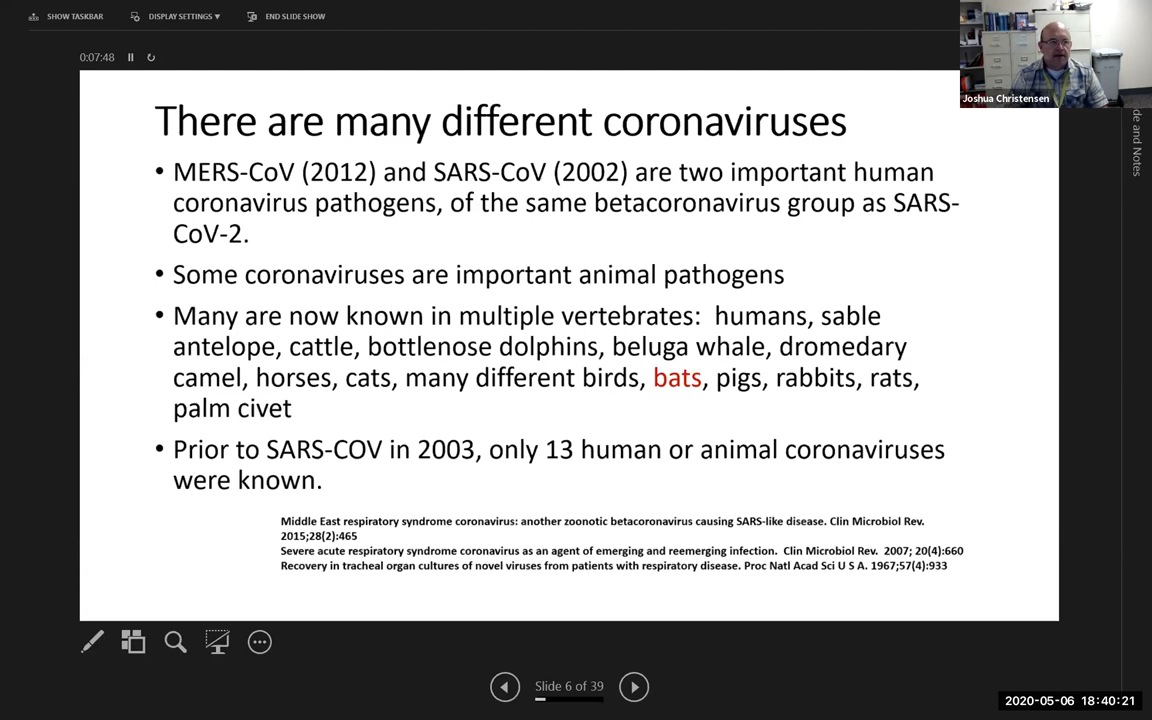 SHOW TASKBAR
DISPLAY SETTINGS ▾
END SLIDE SHOW
0:07:48
Joshua Christensen
de and Notes
There are many different coronaviruses
• MERS-CoV (2012) and SARS-CoV (2002) are two important human
coronavirus pathogens, of the same betacoronavirus group as SARS-
CoV-2.
• Some coronaviruses are important animal pathogens
• Many are now known in multiple vertebrates:  humans, sable
antelope, cattle, bottlenose dolphins, beluga whale, dromedary
camel, horses, cats, many different birds, bats, pigs, rabbits, rats,
palm civet
• Prior to SARS-COV in 2003, only 13 human or animal coronaviruses
were known.
Middle East respiratory syndrome coronavirus: another zoonotic betacoronavirus causing SARS-like disease. Clin Microbiol Rev.
2015;28(2):465
Severe acute respiratory syndrome coronavirus as an agent of emerging and reemerging infection.  Clin Microbiol Rev.  2007; 20(4):660
Recovery in tracheal organ cultures of novel viruses from patients with respiratory disease. Proc Natl Acad Sci U S A. 1967;57(4):933
Slide 6 of 39
2020-05-06  18:40:21